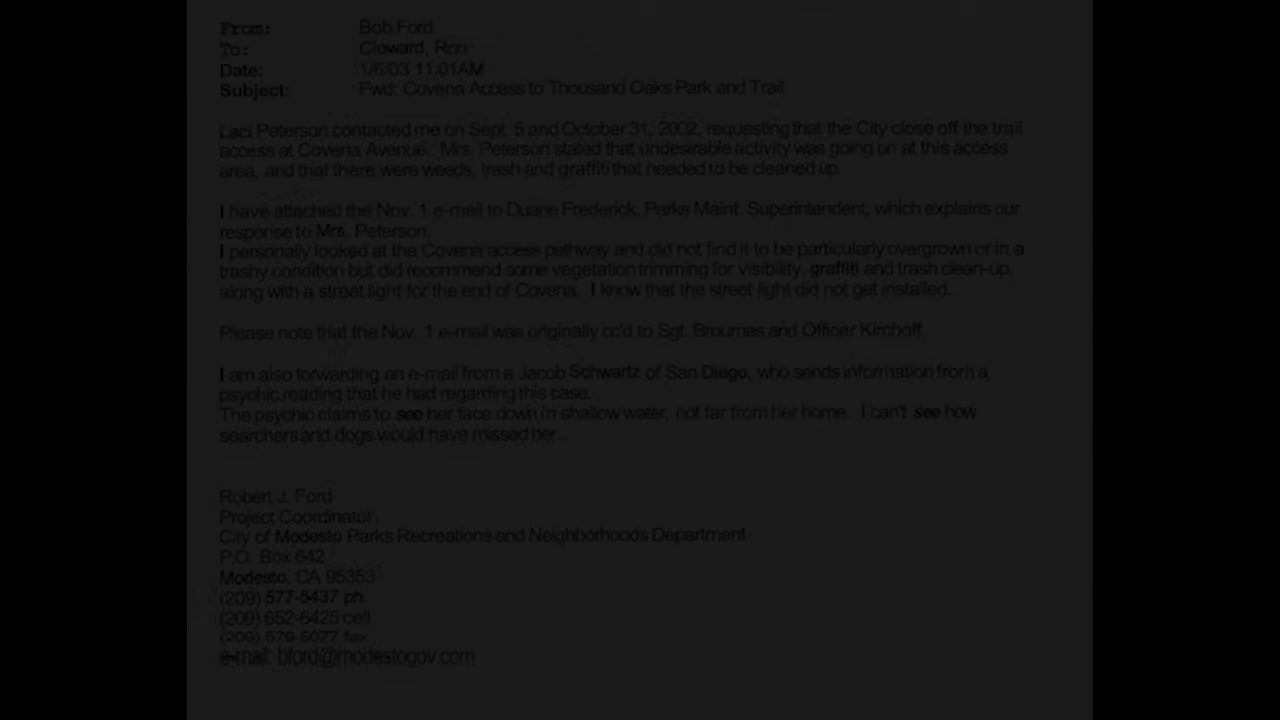 From: Bob Ford
To: Cloward, Ron
Date: 1/6/03 11:01AM
Subject: Fwd: Covena Access to Thousand Oaks Park and Trail
Laci Peterson contacted me on Sept. 5 and October 31, 2002, requesting that the City close off the trail
access at Covena Avenue. Mrs. Peterson stated that undesirable activity was going on at this access
area, and that there were weeds, trash and graffiti that needed to be cleaned up.
I have attached the Nov. 1 e-mail to Duane Frederick, Parks Maint. Superintendent, which explains our
response to Mrs. Peterson.
I personally looked at the Covena access pathway and did not find it to be particularly overgrown or in a
trashy condition but did recommend some vegetation trimming for visibility, graffiti and trash clean-up,
along with a street light for the end of Covena. I know that the street light did not get installed.
Please note that the Nov. 1 e-mail was originally cc'd to Sgt. Broumas and Officer Kirchoff.
I am also forwarding an e-mail from a Jacob Schwartz of San Diego, who sends information from a
psychic reading that he had regarding this case.
The psychic claims to see her face down in shallow water, not far from her home. I can't see how
searchers and dogs would have missed her.
Robert J. Ford
Project Coordinator
City of Modesto Parks Recreations and Neighborhoods Department
P.O. Box 642
Modesto, CA 95353
(209) 577-5437 ph
(209) 652-6425 cell
(209) 579-5077 fax
e-mail: bford@modestogov.com